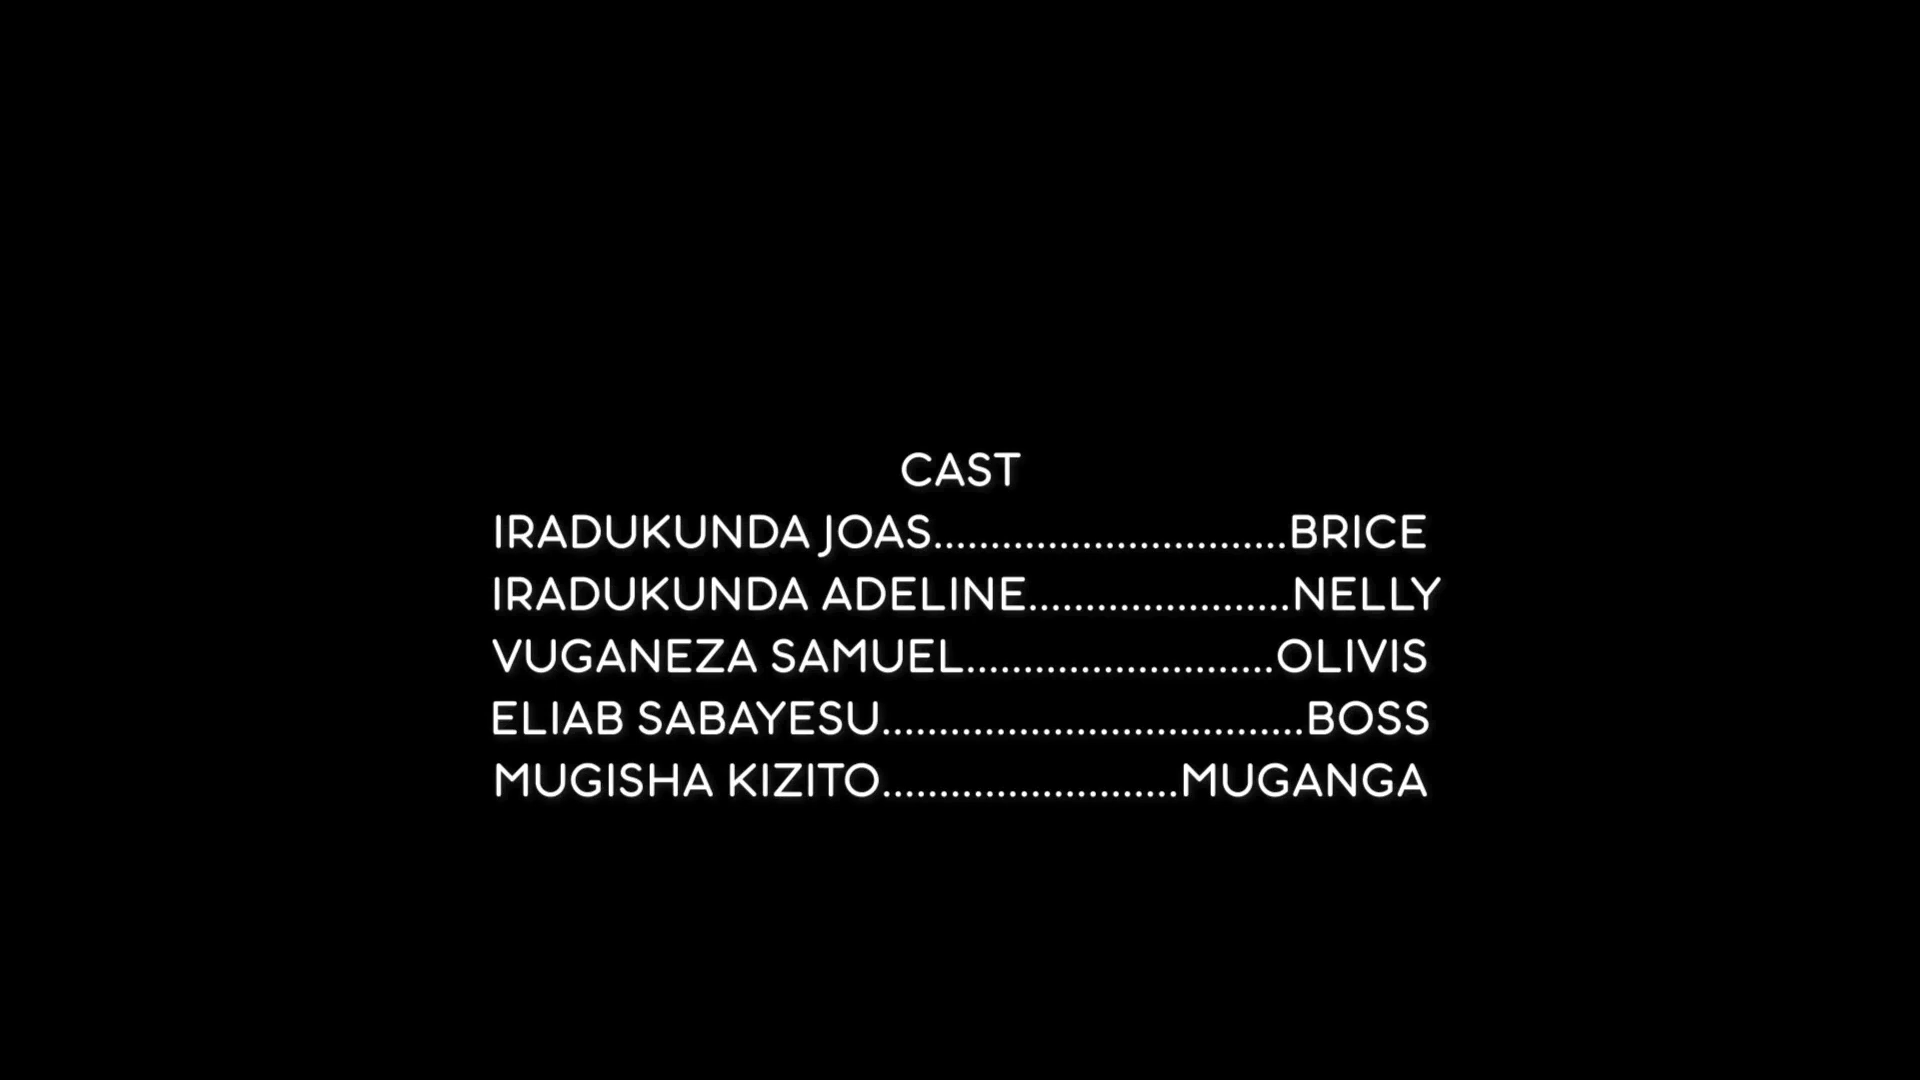 CAST
IRADUKUNDA JOAS...............................BRICE
IRADUKUNDA ADELINE.......................NELLY
VUGANEZA SAMUEL...........................OLIVIS
ELIAB SABAYESU.....................................BOSS
MUGISHA KIZITO..........................MUGANGA